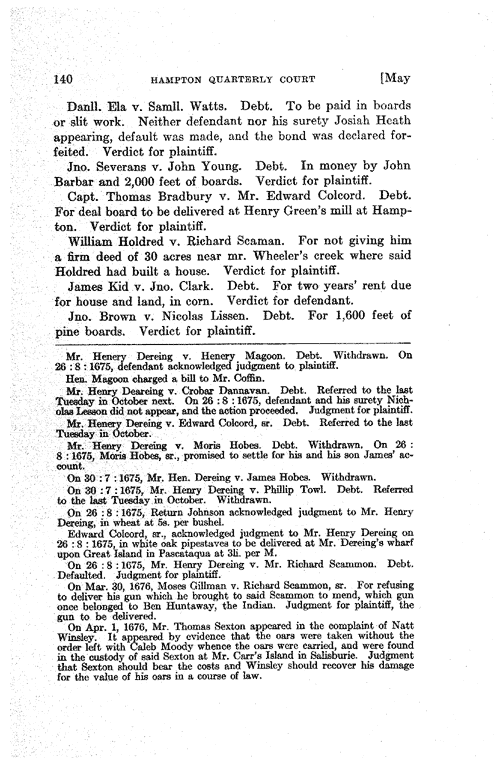 140 HAMPTON QUARTERLY COURT [May
Danll. Ela v. Samll. Watts. Debt. To be paid in boards
or slit work. Neither defendant nor his surety Josiah Heath
appearing, default was made, and the bond was declared for-
feited. Verdict for plaintiff.
Jno. Severans v. John Young. Debt. In money by John
Barbar and 2,000 feet of boards. Verdict for plaintiff.
Capt. Thomas Bradbury v. Mr. Edward Colcord. Debt.
For deal board to be delivered at Henry Green's mill at Hamp-
ton. Verdict for plaintiff.
William Holdred v. Richard Scaman. For not giving him
a firm deed of 30 acres near mr. Wheeler's creek where said
Holdred had built a house. Verdict for plaintiff.
James Kid v. Jno. Clark. Debt. For two years' rent due
for house and land, in corn. Verdict for defendant.
Jno. Brown v. Nicolas Lissen. Debt. For 1,600 feet of
pine boards. Verdict for plaintiff.
Mr. Henery Dereing v. Henery Magoon. Debt. Withdrawn. On
26 : 8 : 1675, defendant acknowledged judgment to plaintiff.
Hen. Magoon charged a bill to Mr. Coffin.
Mr. Henry Deareing v. Crobar Dannavan. Debt. Referred to the last
Tuesday in October next. On 26 : 8 : 1675, defendant and his surety Nich-
olas Lesson did not appear, and the action proceeded. Judgment for plaintiff.
Mr. Henery Dereing v. Edward Colcord, sr. Debt. Referred to the last
Tuesday in October.
Mr. Henry Dereing v. Moris Hobes. Debt. Withdrawn. On 26 :
8 : 1675, Moris Hobes, sr., promised to settle for his and his son James' ac-
count.
On 30 : 7 : 1675, Mr. Hen. Dereing v. James Hobes. Withdrawn.
On 30 : 7 : 1675, Mr. Henry Dereing v. Phillip Towl. Debt. Referred
to the last Tuesday in October. Withdrawn.
On 26 : 8 : 1675, Return Johnson acknowledged judgment to Mr. Henry
Dereing, in wheat at 5s. per bushel.
Edward Colcord, sr., acknowledged judgment to Mr. Henry Dereing on
26 : 8 : 1675, in white oak pipestaves to be delivered at Mr. Dereing's wharf
upon Great Island in Pascataqua at 3li. per M.
On 26 : 8 : 1675, Mr. Henry Dereing v. Mr. Richard Scammon. Debt.
Defaulted. Judgment for plaintiff.
On Mar. 30, 1676, Moses Gillman v. Richard Scammon, sr. For refusing
to deliver his gun which he brought to said Scammon to mend, which gun
once belonged to Ben Huntaway, the Indian. Judgment for plaintiff, the
gun to be delivered.
On Apr. 1, 1676, Mr. Thomas Sexton appeared in the complaint of Natt
Winsley. It appeared by evidence that the oars were taken without the
order left with Caleb Moody whence the oars were carried, and were found
in the custody of said Sexton at Mr. Carr's Island in Salisburie. Judgment
that Sexton should bear the costs and Winsley should recover his damage
for the value of his oars in a course of law.